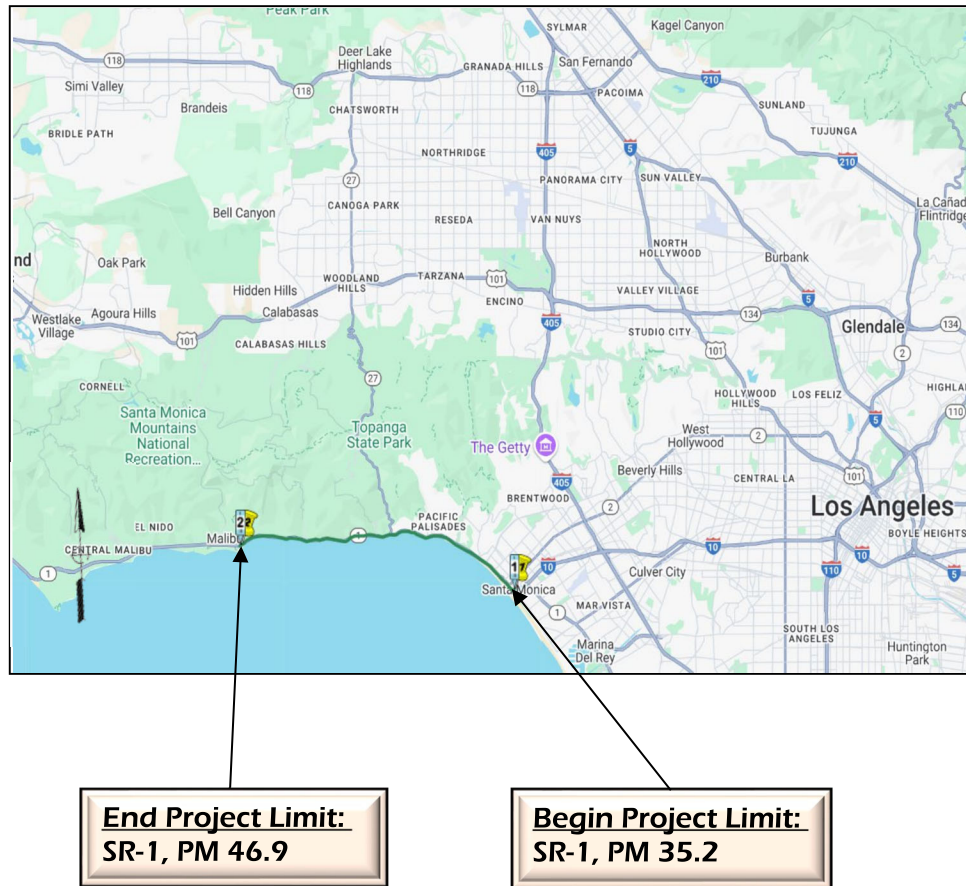 Peak Park
SYLMAR
Kagel Canyon
118
Deer Lake
Highlands
GRANADA HILLS
San Fernando
Simi Valley
118
118
PACOIMA
210
Brandeis
CHATSWORTH
SUNLAND
BRIDLE PATH
TUJUNGA
405
5
NORTHRIDGE
210
27
PANORAMA CITY
SUN VALLEY
La Cañad
Flintridge
Bell Canyon
CANOGA PARK
RESEDA
VAN NUYS
NORTH
HOLLYWOOD
Burbank
nd
Oak Park
WOODLAND
HILLS
TARZANA
101
Hidden Hills
ENCINO
VALLEY VILLAGE
5
Agoura Hills
Calabasas
134
Westlake
Village
405
STUDIO CITY
Glendale
134
101
CALABASAS HILLS
101
2
CORNELL
27
HOLLYWOOD
HILLS
LOS FELIZ
HIGHLA
110
Santa Monica
Mountains
National
Recreation...
Topanga
State Park
The Getty
West
Hollywood
2
5
Beverly Hills
CENTRAL LA
101
405
BRENTWOOD
Los Angeles
2
PACIFIC
PALISADES
EL NIDO
22
Malibu
1
BOYLE HEIGHTS
CENTRAL MALIBU
10
10
1
11
10
Culver City
110
5
Santa Monica
1
MAR VISTA
SOUTH LOS
ANGELES
Marina
Del Rey
Huntington
Park
End Project Limit:
SR-1, PM 46.9
Begin Project Limit:
SR-1, PM 35.2